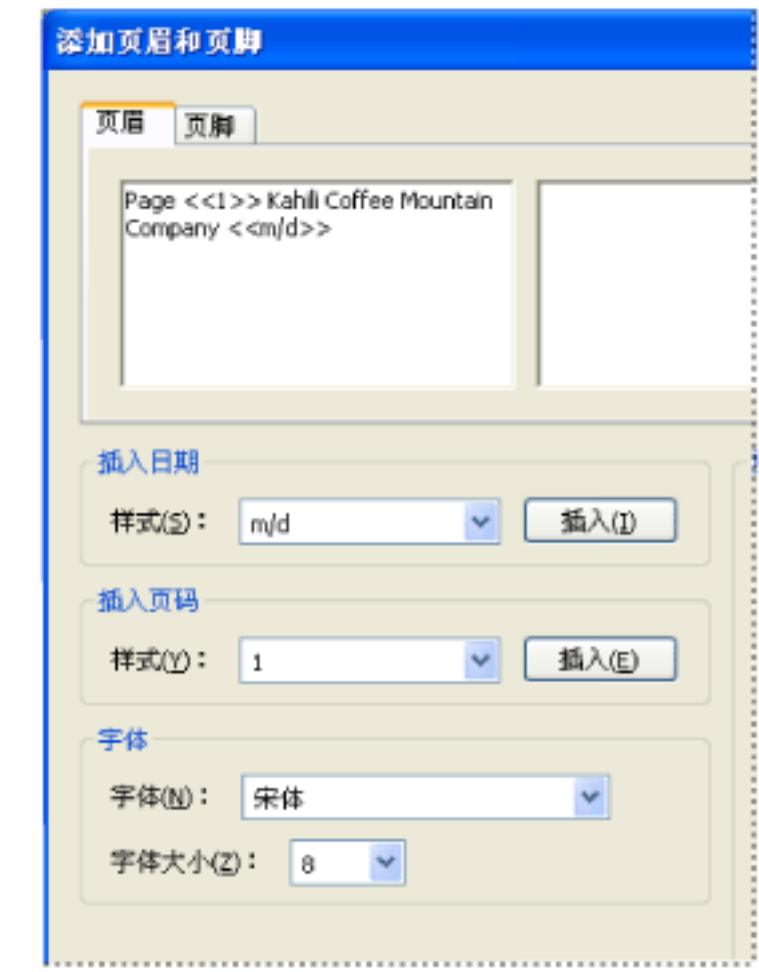 添加页眉和页脚
页眉 页脚
Page <<1>> Kahili Coffee Mountain
Company <<m/d>>
插入日期
样式(S)： m/d 插入(I)
插入页码
样式(Y)： 1 插入(E)
字体
字体(N)： 宋体
字体大小(Z)： 8